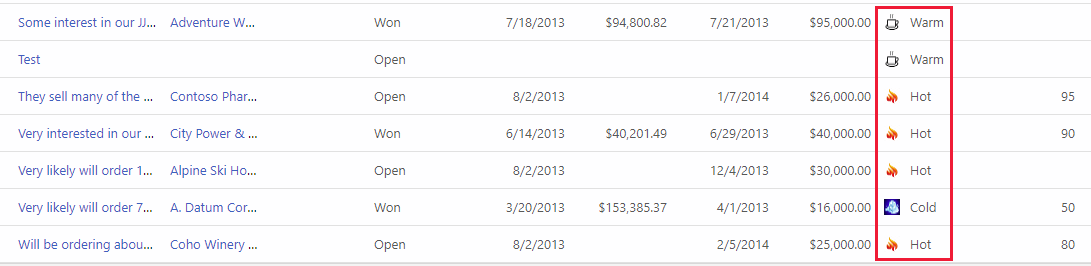 Some interest in our JJ... Adventure W... Won 7/18/2013 $94,800.82 7/21/2013 $95,000.00 Warm
Test Open Warm
They sell many of the ... Contoso Phar... Open 8/2/2013 1/7/2014 $26,000.00 Hot 95
Very interested in our ... City Power & ... Won 6/14/2013 $40,201.49 6/29/2013 $40,000.00 Hot 90
Very likely will order 1... Alpine Ski Ho... Open 8/2/2013 12/4/2013 $30,000.00 Hot
Very likely will order 7... A. Datum Cor... Won 3/20/2013 $153,385.37 4/1/2013 $16,000.00 Cold 50
Will be ordering abou... Coho Winery ... Open 8/2/2013 2/5/2014 $25,000.00 Hot 80